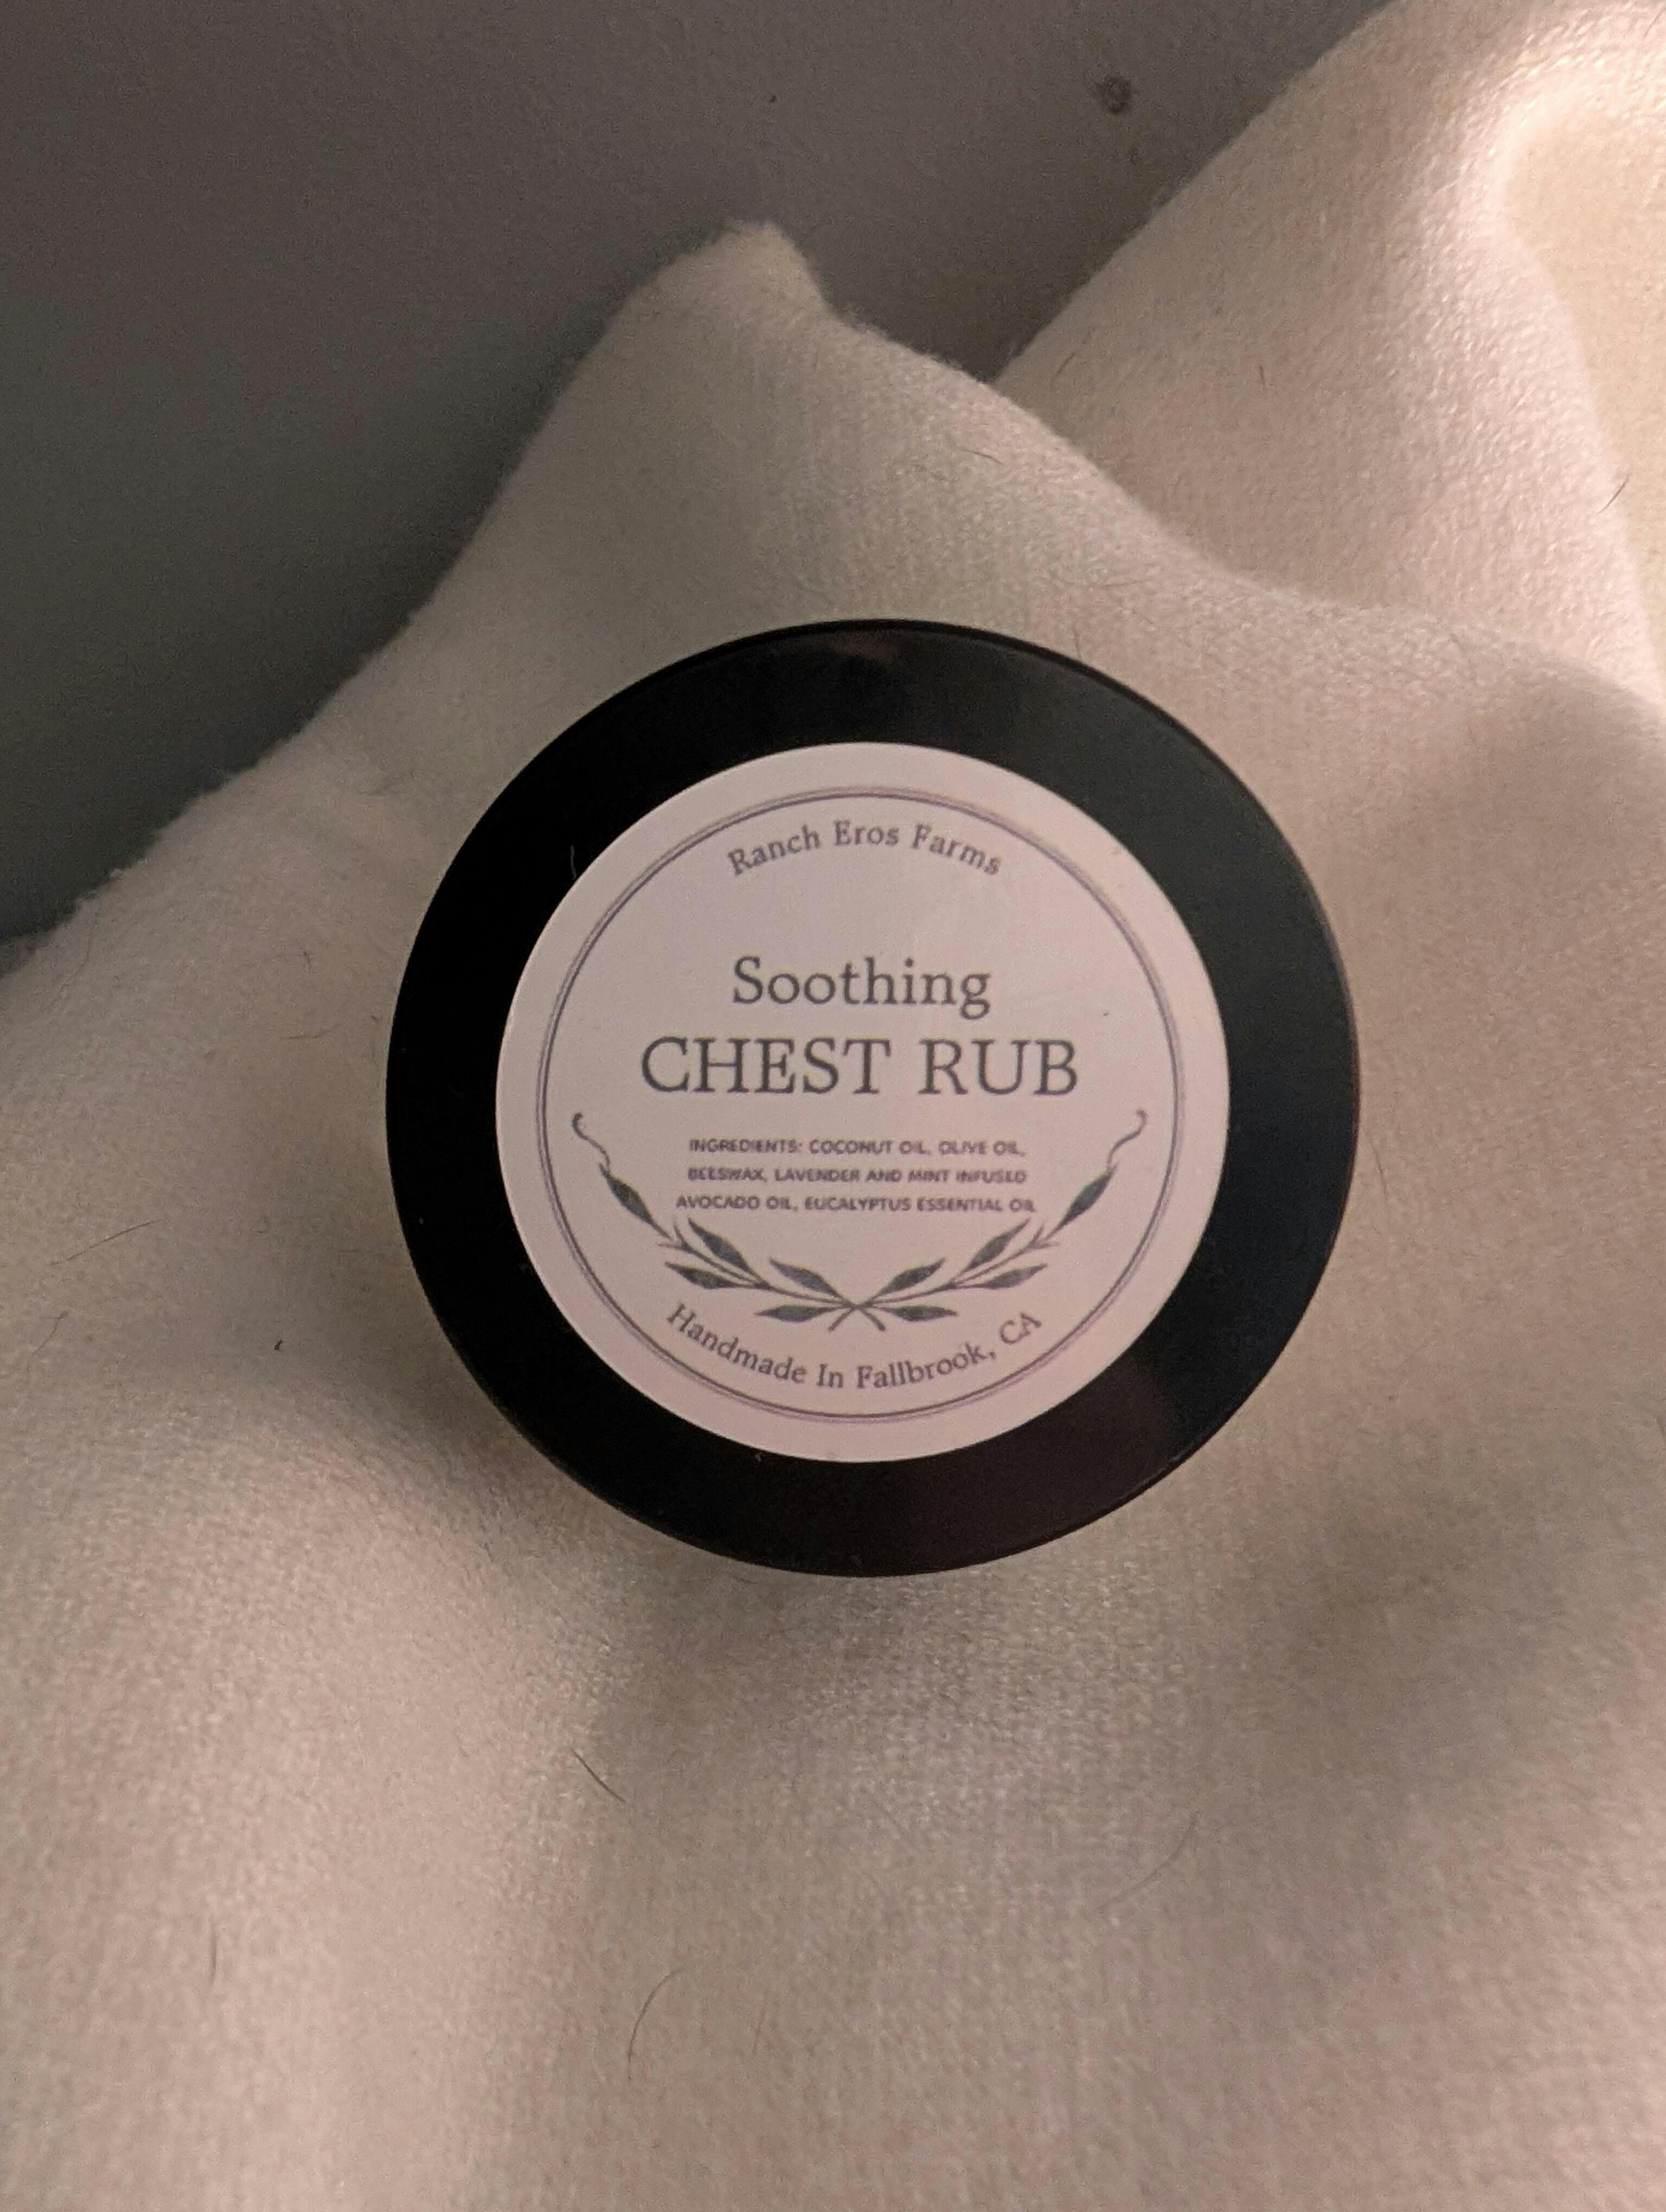 Ranch Eros Farms
Soothing
CHEST RUB
INGREDIENTS: COCONUT OIL, OLIVE OIL,
BEESWAX, LAVENDER AND MINT INFUSED
AVOCADO OIL, EUCALYPTUS ESSENTIAL OIL
Handmade In Fallbrook, CA